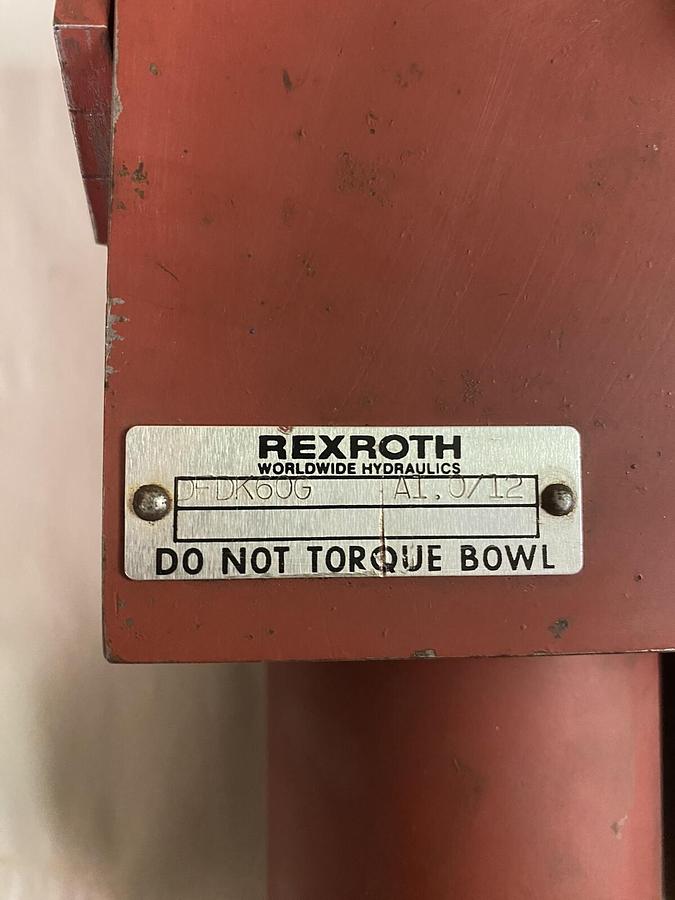 REXROTH
WORLDWIDE HYDRAULICS
DFDK60G A1.0/12
DO NOT TORQUE BOWL